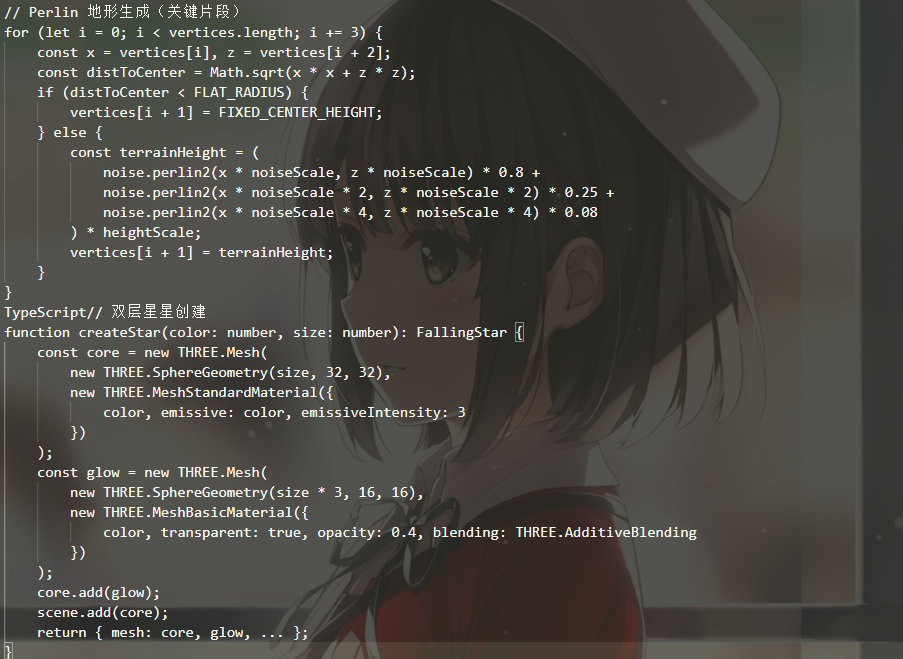 // Perlin 地形生成（关键片段）
for (let i = 0; i < vertices.length; i += 3) {
    const x = vertices[i], z = vertices[i + 2];
    const distToCenter = Math.sqrt(x * x + z * z);
    if (distToCenter < FLAT_RADIUS) {
        vertices[i + 1] = FIXED_CENTER_HEIGHT;
    } else {
        const terrainHeight = (
            noise.perlin2(x * noiseScale, z * noiseScale) * 0.8 +
            noise.perlin2(x * noiseScale * 2, z * noiseScale * 2) * 0.25 +
            noise.perlin2(x * noiseScale * 4, z * noiseScale * 4) * 0.08
        ) * heightScale;
        vertices[i + 1] = terrainHeight;
    }
}
TypeScript// 双层星星创建
function createStar(color: number, size: number): FallingStar {
    const core = new THREE.Mesh(
        new THREE.SphereGeometry(size, 32, 32),
        new THREE.MeshStandardMaterial({
            color, emissive: color, emissiveIntensity: 3
        })
    );
    const glow = new THREE.Mesh(
        new THREE.SphereGeometry(size * 3, 16, 16),
        new THREE.MeshBasicMaterial({
            color, transparent: true, opacity: 0.4, blending: THREE.AdditiveBlending
        })
    );
    core.add(glow);
    scene.add(core);
    return { mesh: core, glow, ... };
}